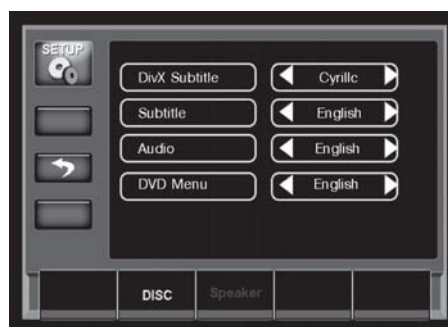 SETUP
DivX Subtitle Cyrillc
Subtitle English
Audio English
DVD Menu English
DISC Speaker